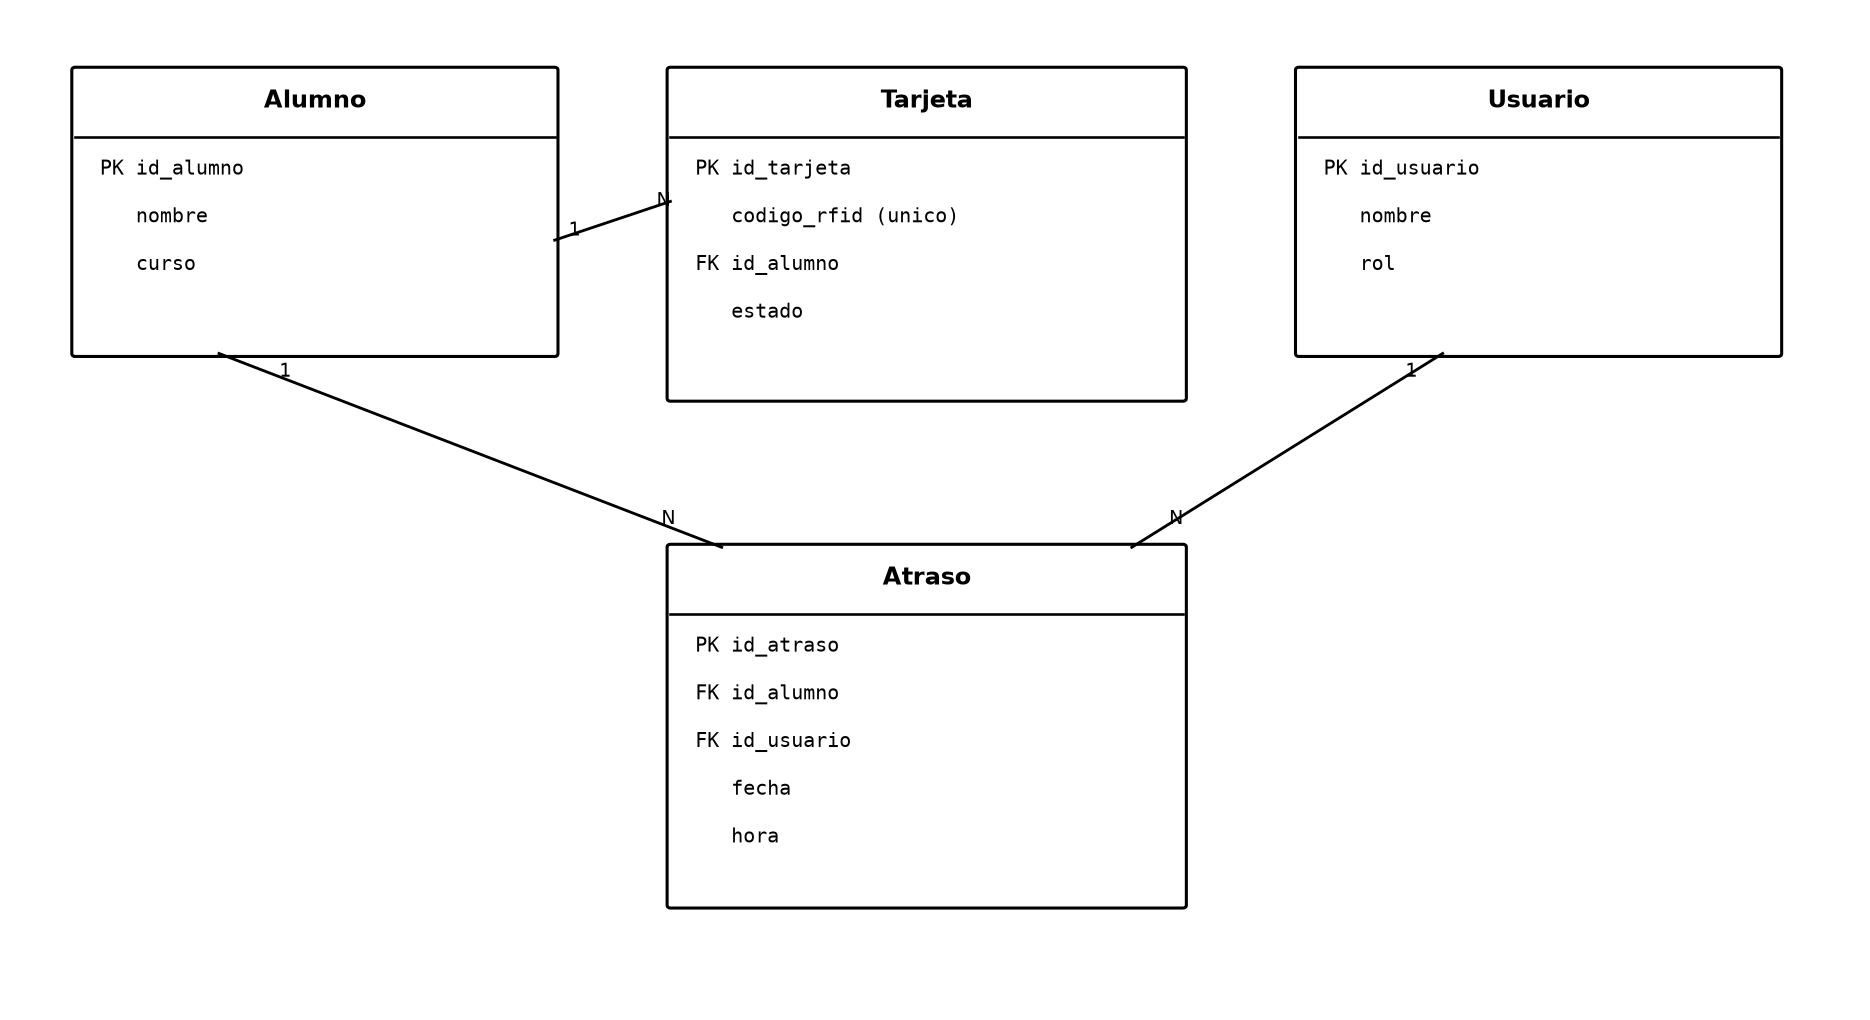 Alumno
PK id_alumno
nombre
curso
1
N
Tarjeta
PK id_tarjeta
codigo_rfid (unico)
FK id_alumno
estado
Usuario
PK id_usuario
nombre
rol
1
N
1
N
Atraso
PK id_atraso
FK id_alumno
FK id_usuario
fecha
hora